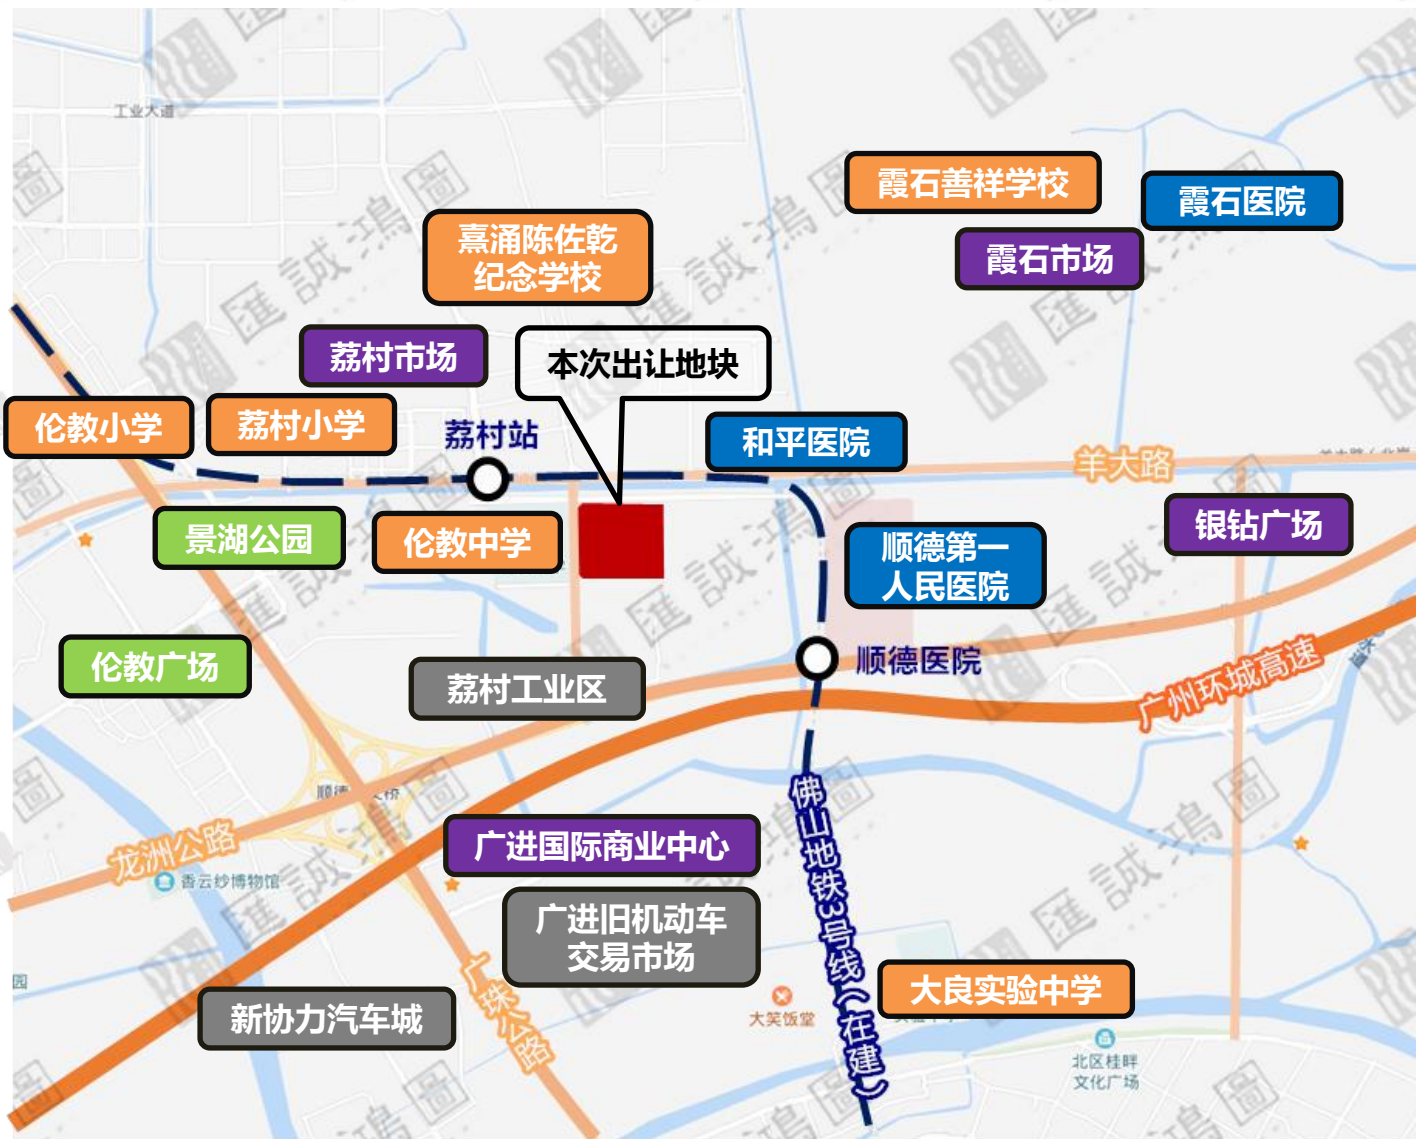 工业大道
霞石善祥学校
霞石医院
熹涌陈佐乾
纪念学校
霞石市场
荔村市场
本次出让地块
伦教小学
荔村小学
荔村站
和平医院
羊大路
景湖公园
伦教中学
银钻广场
顺德第一
人民医院
伦教广场
荔村工业区
顺德医院
广州环城高速
龙洲公路
广进国际商业中心
佛山地铁3号线(在建)
香云纱博物馆
广进旧机动车
交易市场
广珠公路
大良实验中学
新协力汽车城
大笑饭堂
北区桂畔
文化广场
匯誠鴻圖